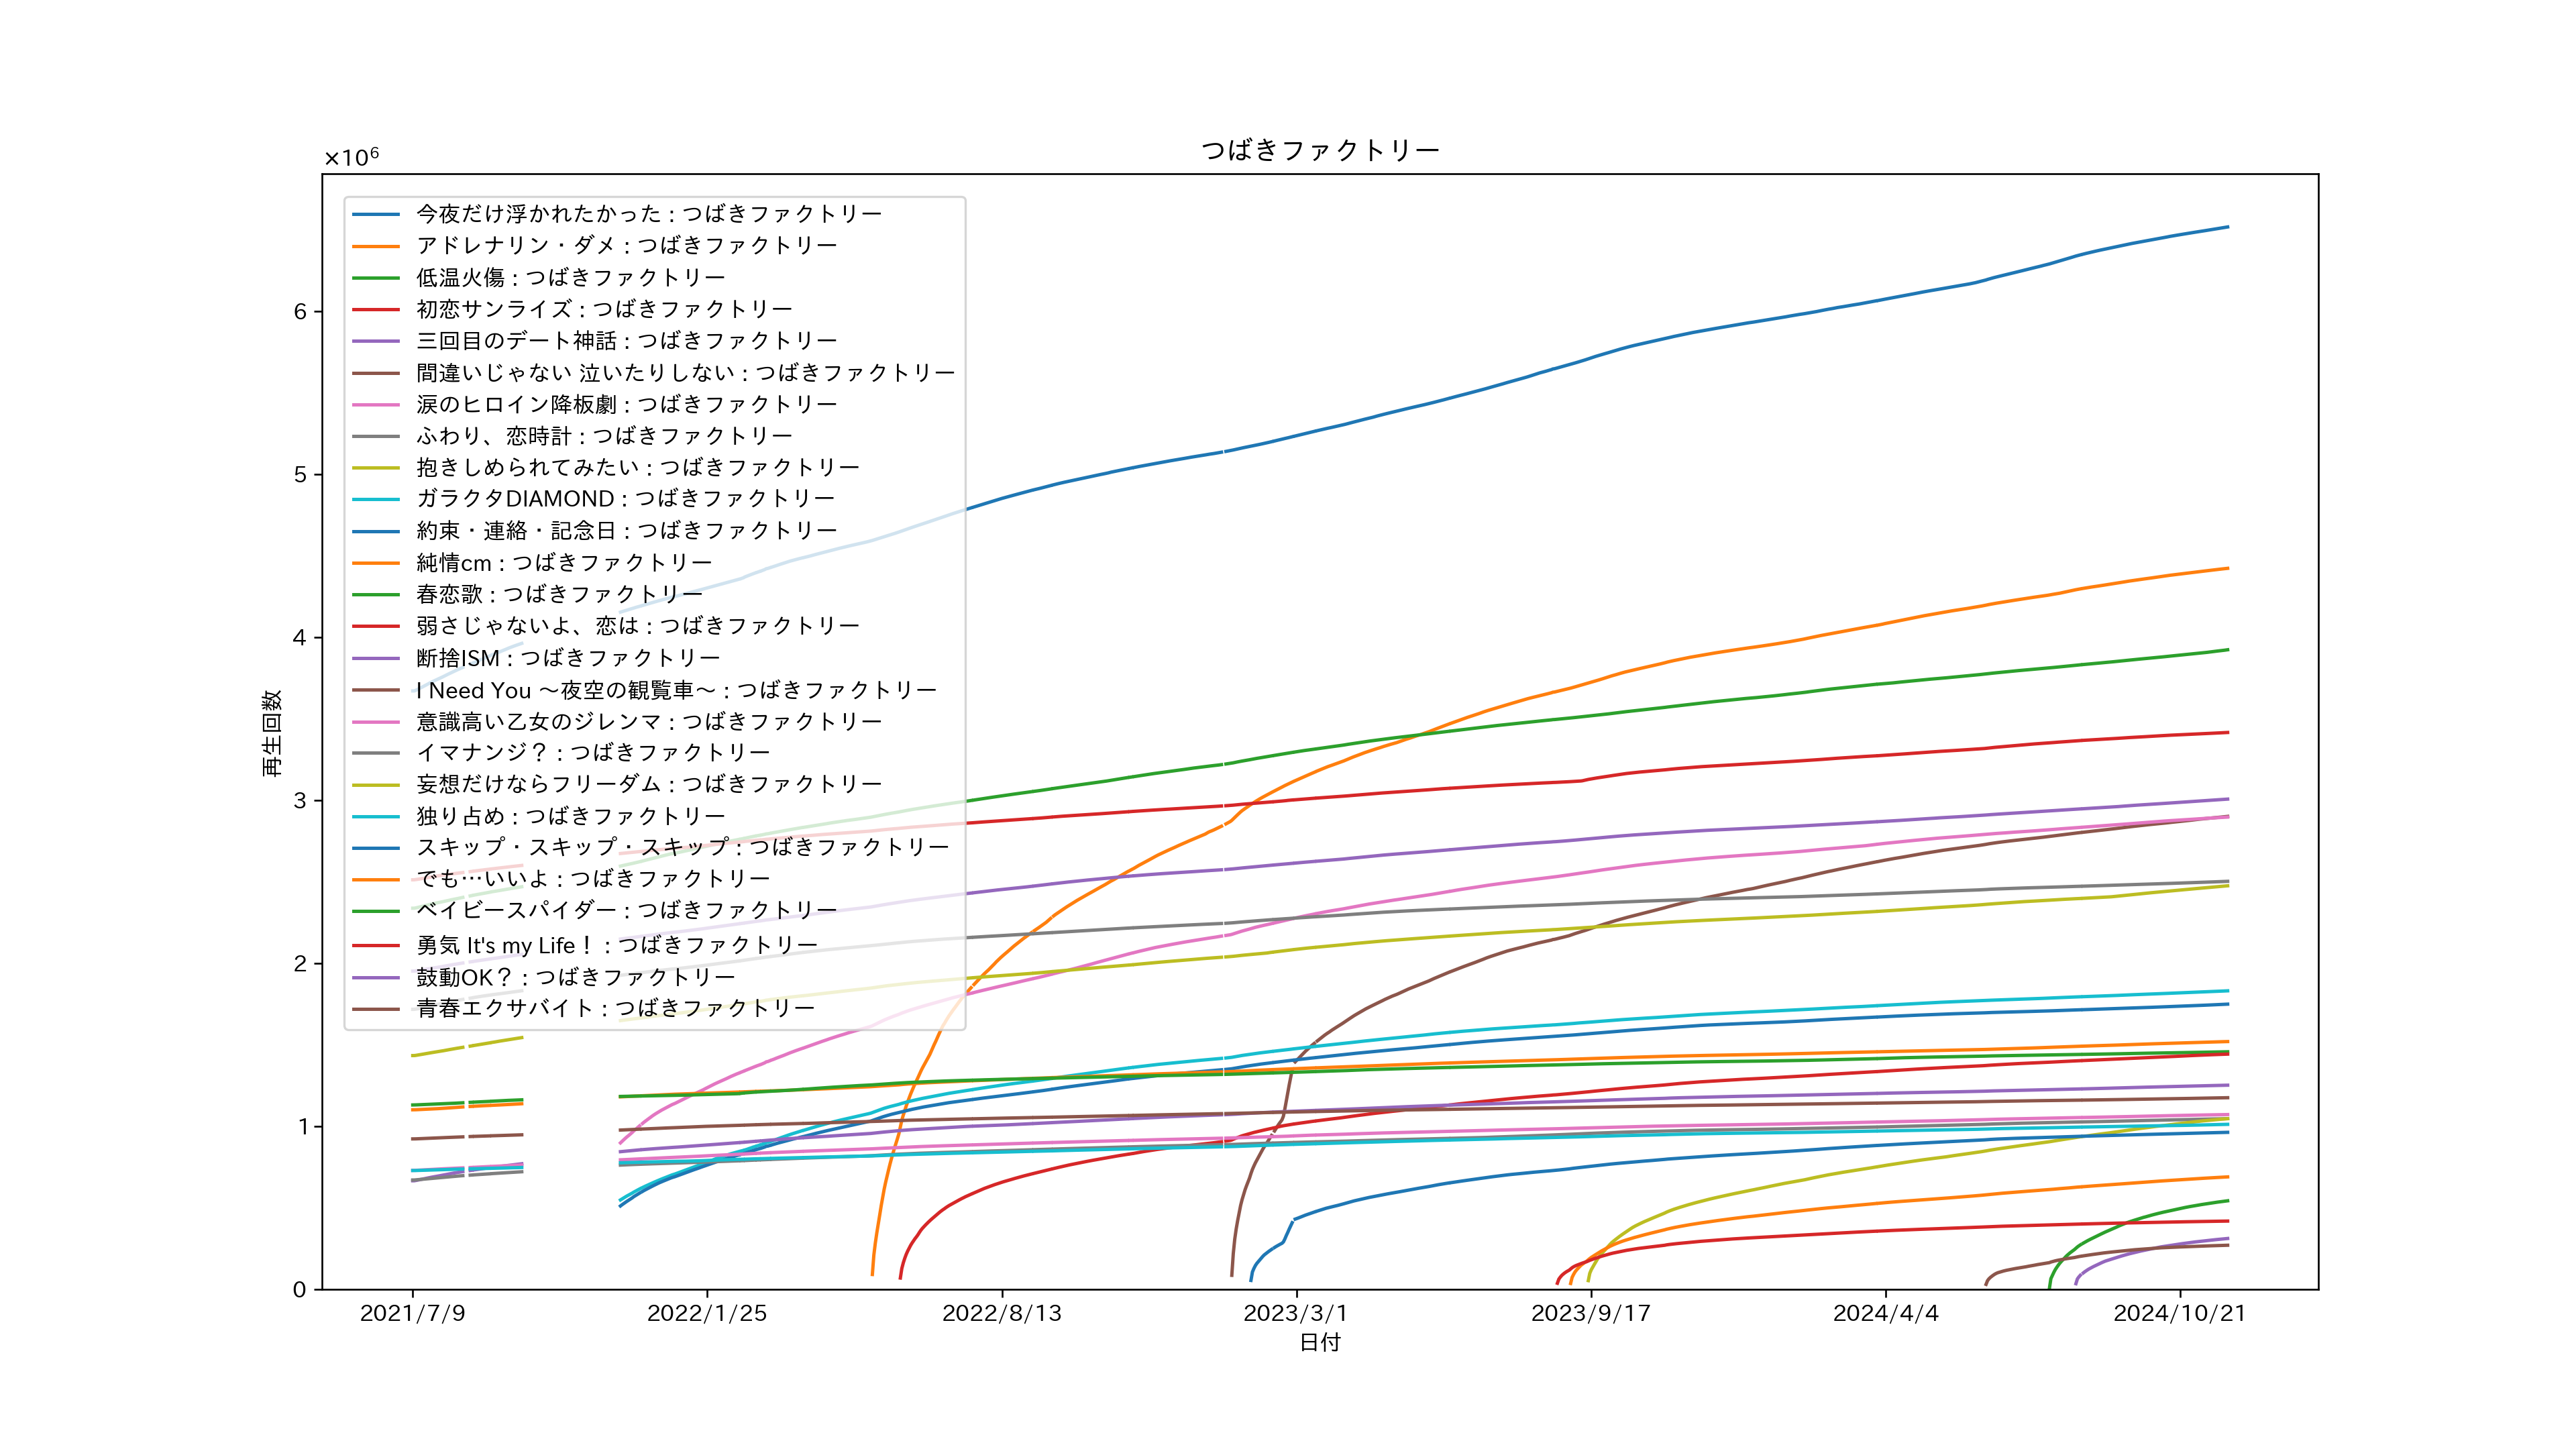 つばきファクトリー
×10⁶
今夜だけ浮かれたかった : つばきファクトリー
アドレナリン・ダメ : つばきファクトリー
低温火傷 : つばきファクトリー
初恋サンライズ : つばきファクトリー
三回目のデート神話 : つばきファクトリー
間違いじゃない 泣いたりしない : つばきファクトリー
涙のヒロイン降板劇 : つばきファクトリー
ふわり、恋時計 : つばきファクトリー
抱きしめられてみたい : つばきファクトリー
ガラクタDIAMOND : つばきファクトリー
約束・連絡・記念日 : つばきファクトリー
純情cm : つばきファクトリー
春恋歌 : つばきファクトリー
弱さじゃないよ、恋は : つばきファクトリー
断捨ISM : つばきファクトリー
I Need You 〜夜空の観覧車〜 : つばきファクトリー
意識高い乙女のジレンマ : つばきファクトリー
イマナンジ? : つばきファクトリー
妄想だけならフリーダム : つばきファクトリー
独り占め : つばきファクトリー
スキップ・スキップ・スキップ : つばきファクトリー
でも…いいよ : つばきファクトリー
ベイビースパイダー : つばきファクトリー
勇気 It's my Life! : つばきファクトリー
鼓動OK? : つばきファクトリー
青春エクサバイト : つばきファクトリー
6
5
4
3
2
1
0
再生回数
2021/7/9
2022/1/25
2022/8/13
2023/3/1
2023/9/17
2024/4/4
2024/10/21
日付